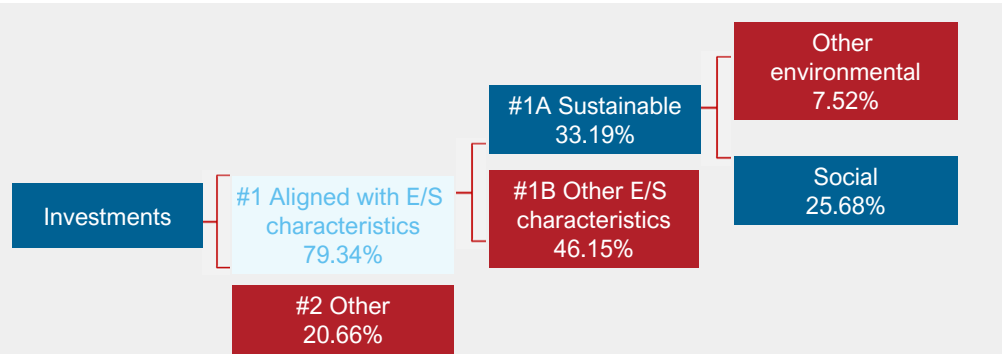 Investments
#1 Aligned with E/S
characteristics
79.34%
#2 Other
20.66%
#1A Sustainable
33.19%
#1B Other E/S
characteristics
46.15%
Other
environmental
7.52%
Social
25.68%